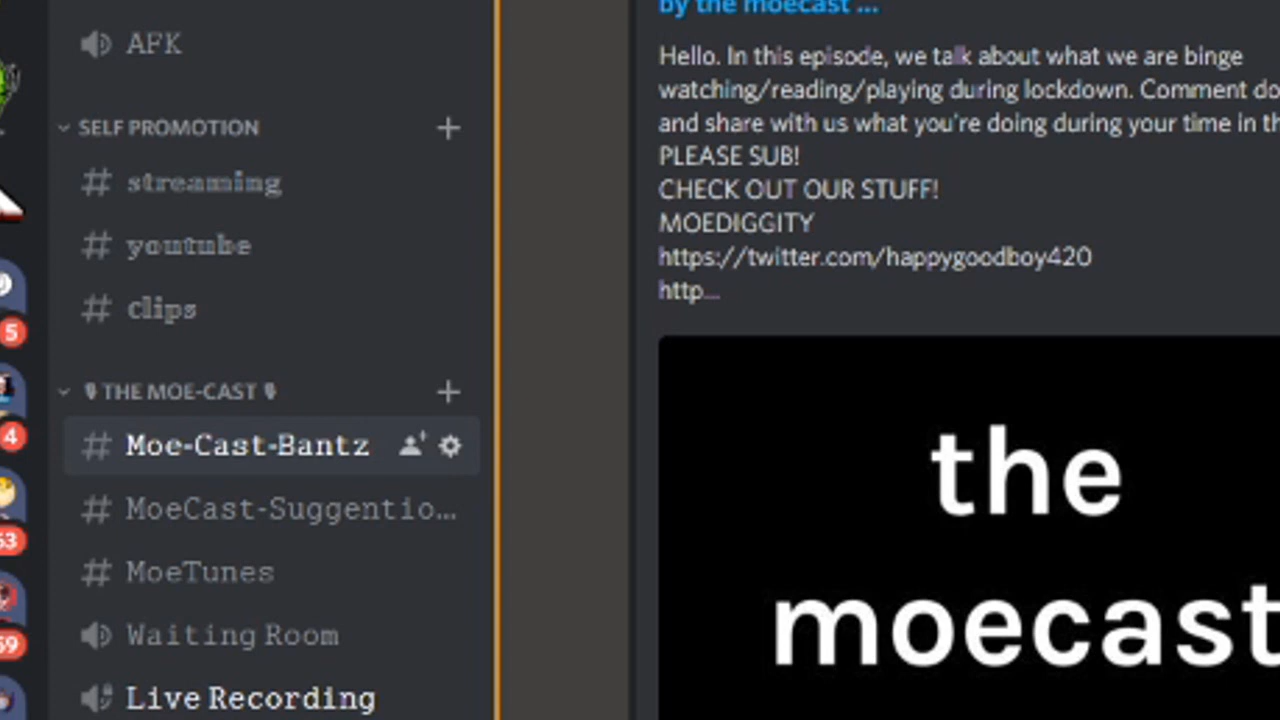 AFK
SELF PROMOTION
streaming
youtube
clips
THE MOE-CAST
Moe-Cast-Bantz
MoeCast-Suggentio...
MoeTunes
Waiting Room
Live Recording
5
4
53
59
by the moecast ...
Hello. In this episode, we talk about what we are binge
watching/reading/playing during lockdown. Comment do
and share with us what you're doing during your time in th
PLEASE SUB!
CHECK OUT OUR STUFF!
MOEDIGGITY
https://twitter.com/happygoodboy420
http...
the
moecast